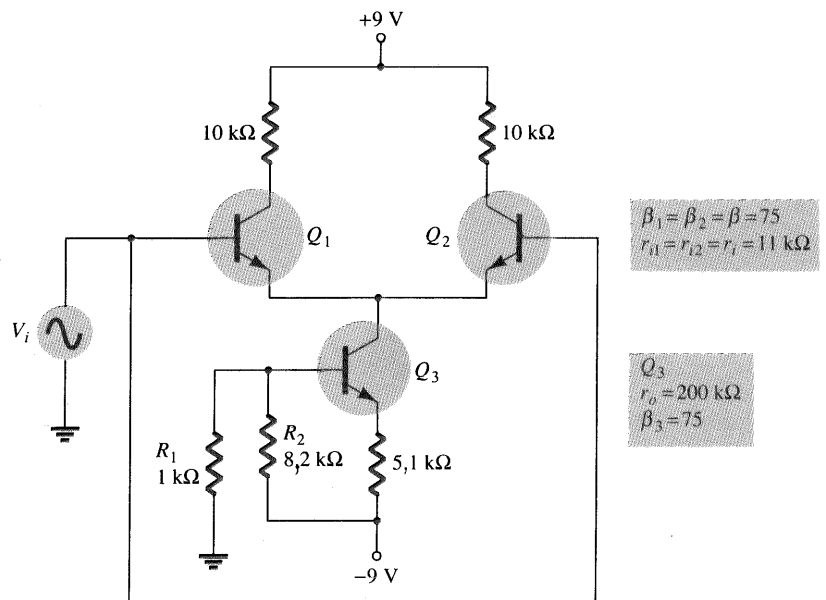 +9 V
10 kΩ
10 kΩ
Q₁
Q₂
β₁ = β₂ = β = 75
rᵢ₁ = rᵢ₂ = rᵢ = 11 kΩ
Vᵢ
Q₃
R₁
1 kΩ
R₂
8,2 kΩ
5,1 kΩ
Q₃
rₒ = 200 kΩ
β₃ = 75
−9 V